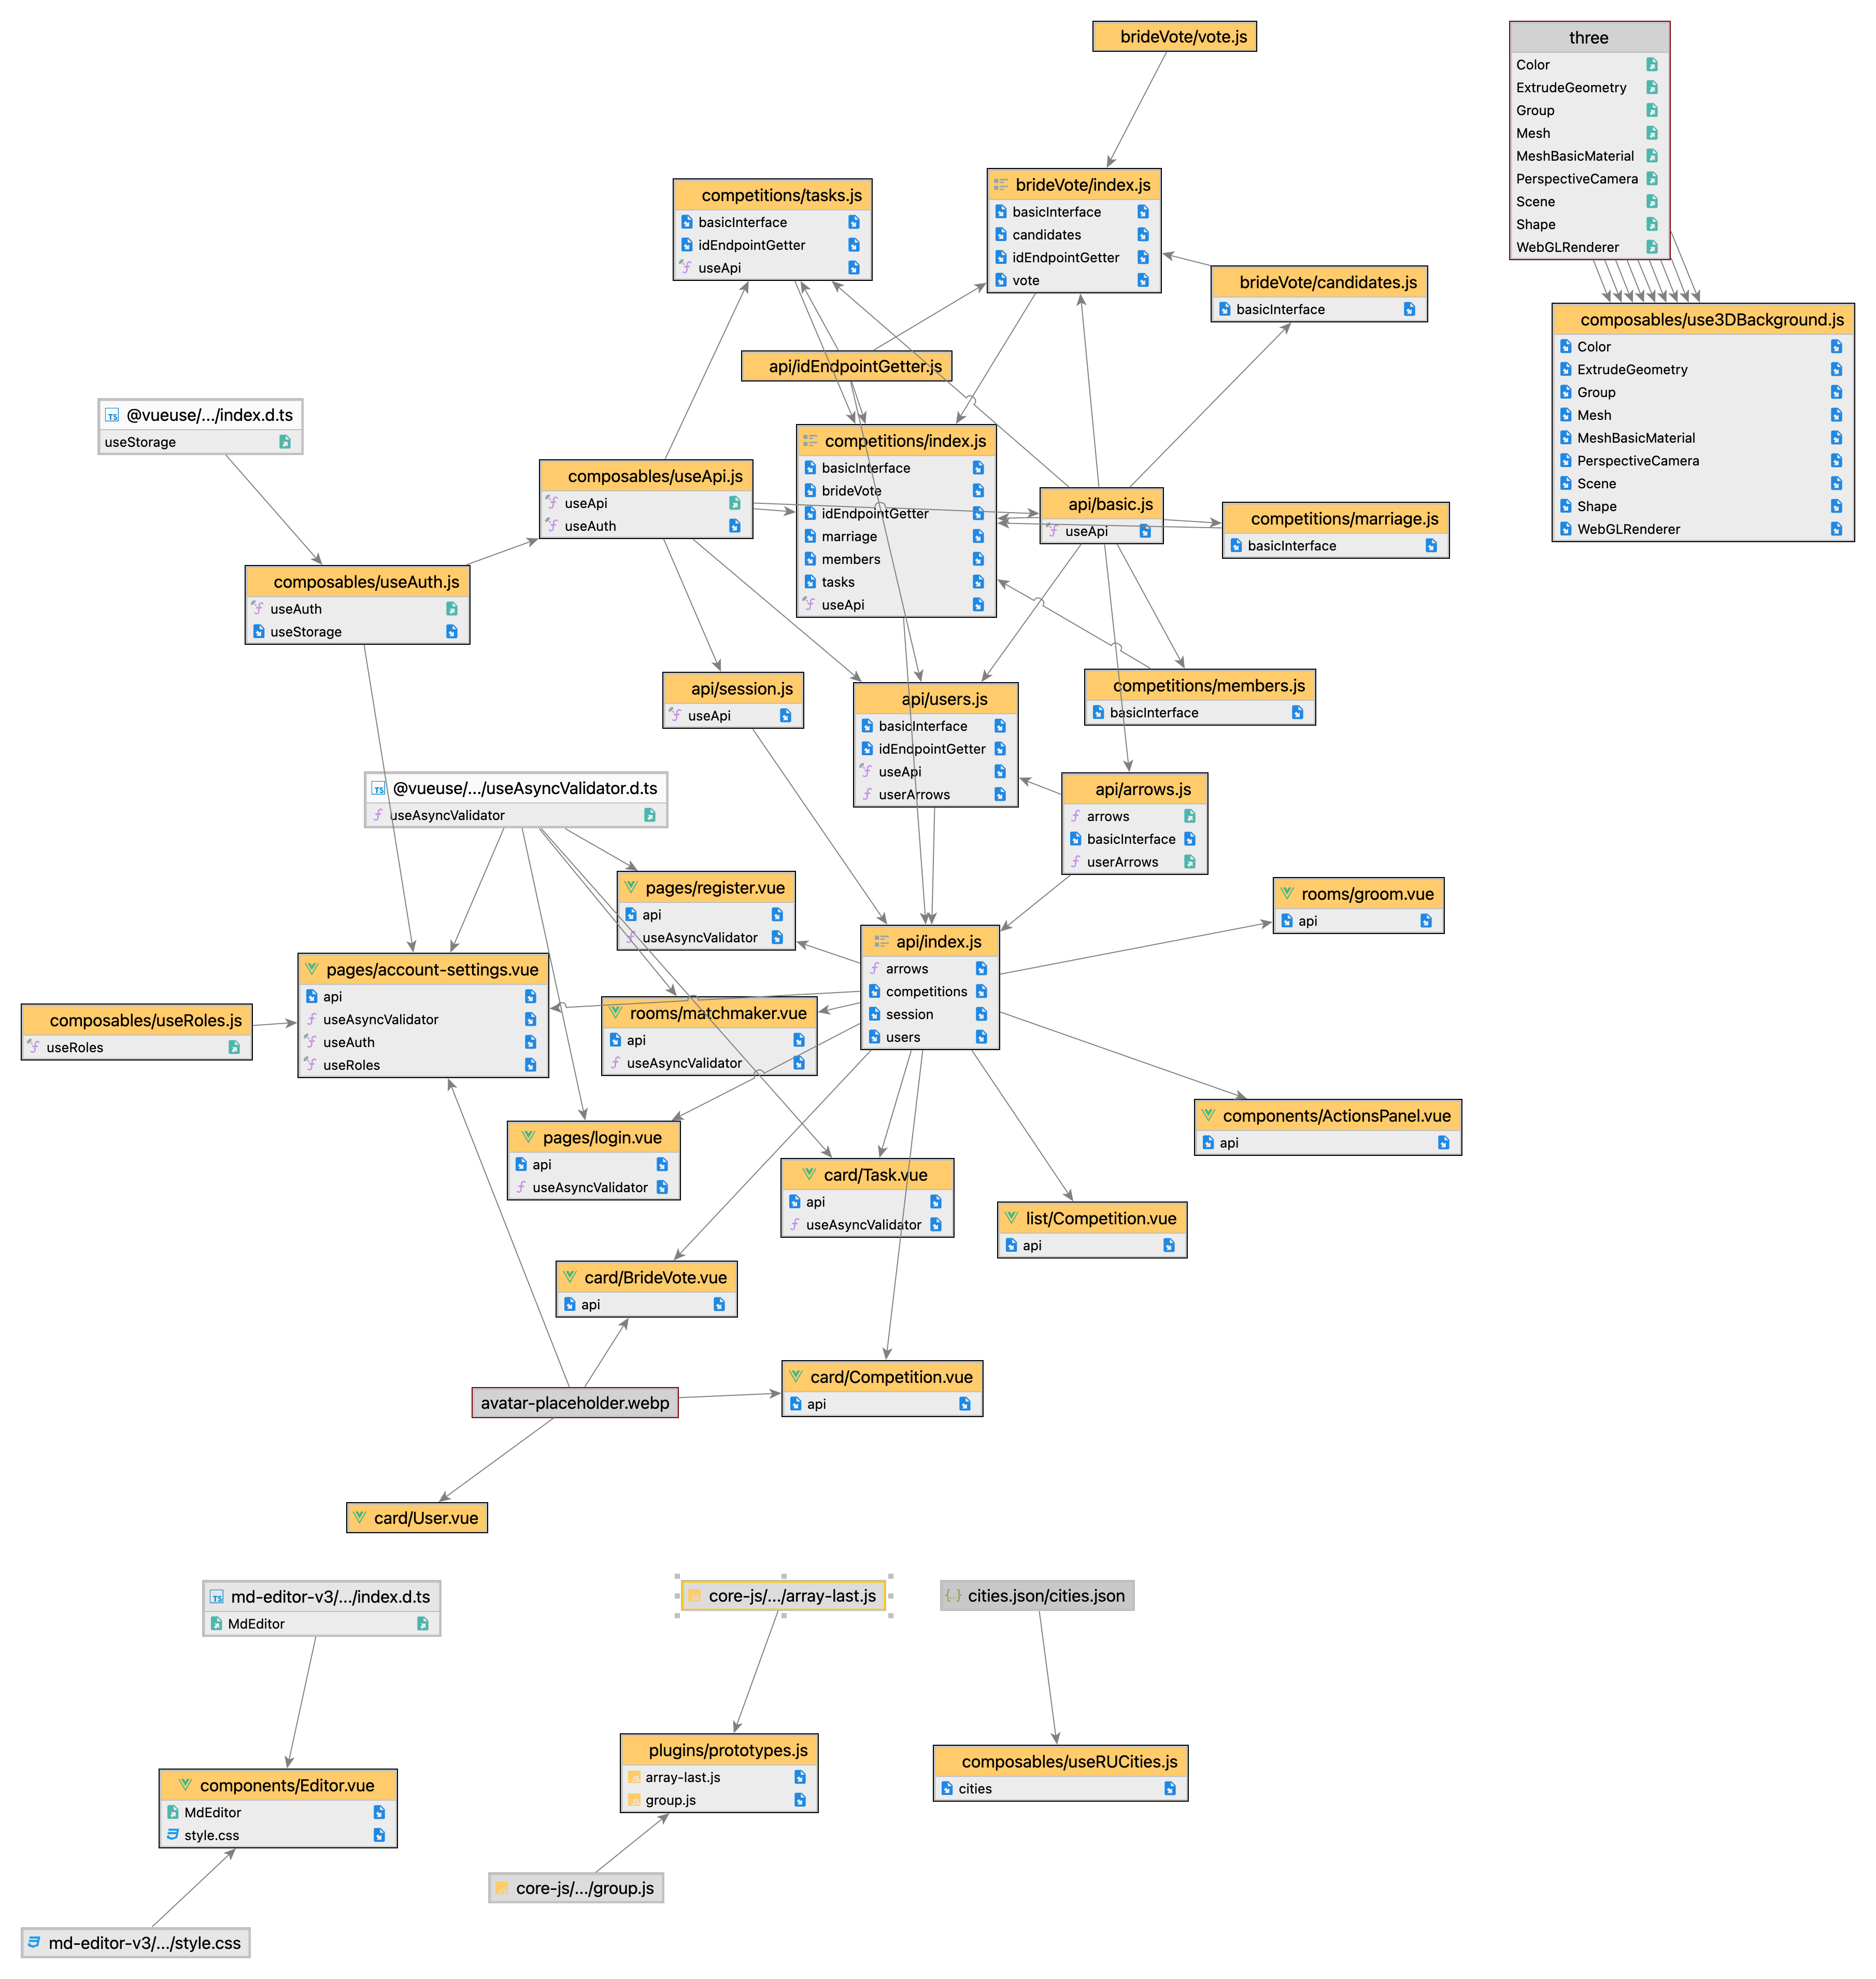 brideVote/vote.js
three
Color
ExtrudeGeometry
Group
Mesh
MeshBasicMaterial
PerspectiveCamera
Scene
Shape
WebGLRenderer
competitions/tasks.js
basicInterface
idEndpointGetter
useApi
brideVote/index.js
basicInterface
candidates
idEndpointGetter
vote
brideVote/candidates.js
basicInterface
composables/use3DBackground.js
Color
ExtrudeGeometry
Group
Mesh
MeshBasicMaterial
PerspectiveCamera
Scene
Shape
WebGLRenderer
api/idEndpointGetter.js
TS @vueuse/.../index.d.ts
useStorage
composables/useApi.js
useApi
useAuth
competitions/index.js
basicInterface
brideVote
idEndpointGetter
marriage
members
tasks
useApi
api/basic.js
useApi
competitions/marriage.js
basicInterface
composables/useAuth.js
useAuth
useStorage
api/session.js
useApi
api/users.js
basicInterface
idEndpointGetter
useApi
userArrows
competitions/members.js
basicInterface
TS @vueuse/.../useAsyncValidator.d.ts
useAsyncValidator
api/arrows.js
arrows
basicInterface
userArrows
pages/register.vue
api
useAsyncValidator
rooms/groom.vue
api
api/index.js
arrows
competitions
session
users
pages/account-settings.vue
api
useAsyncValidator
useAuth
useRoles
composables/useRoles.js
useRoles
rooms/matchmaker.vue
api
useAsyncValidator
components/ActionsPanel.vue
api
pages/login.vue
api
useAsyncValidator
card/Task.vue
api
useAsyncValidator
list/Competition.vue
api
card/BrideVote.vue
api
card/Competition.vue
api
avatar-placeholder.webp
card/User.vue
TS md-editor-v3/.../index.d.ts
MdEditor
JS core-js/.../array-last.js
{..} cities.json/cities.json
plugins/prototypes.js
JS array-last.js
JS group.js
composables/useRUCities.js
cities
components/Editor.vue
MdEditor
style.css
JS core-js/.../group.js
md-editor-v3/.../style.css